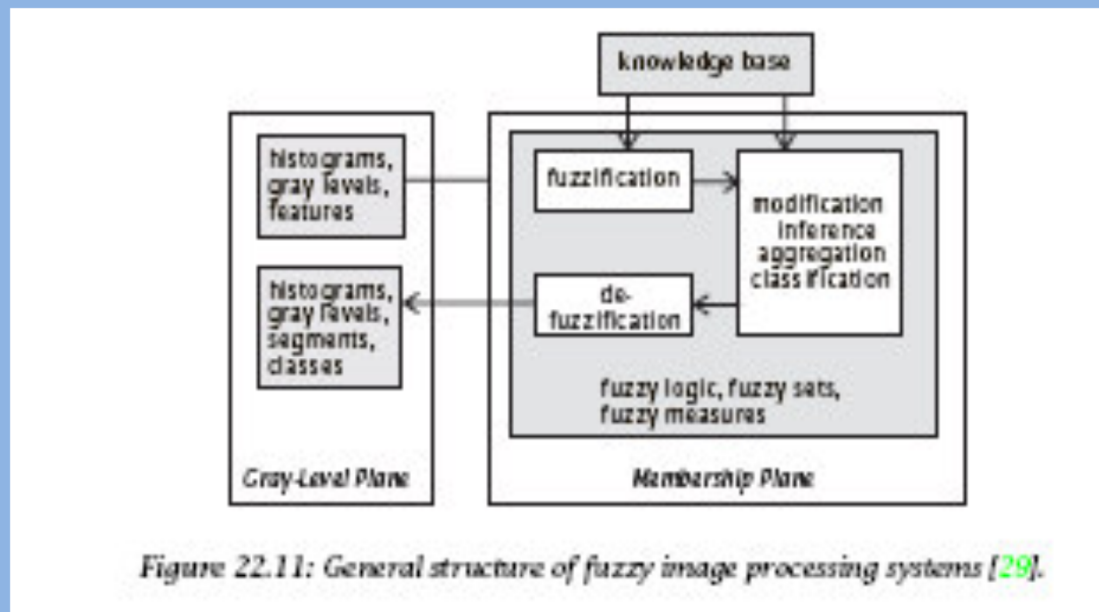 knowledge base
histograms,
gray levels,
features
fuzzification
modification
inference
aggregation
classification
histograms,
gray levels,
segments,
classes
de-
fuzzification
fuzzy logic, fuzzy sets,
fuzzy measures
Gray-Level Plane
Membership Plane
Figure 22.11: General structure of fuzzy image processing systems [29].